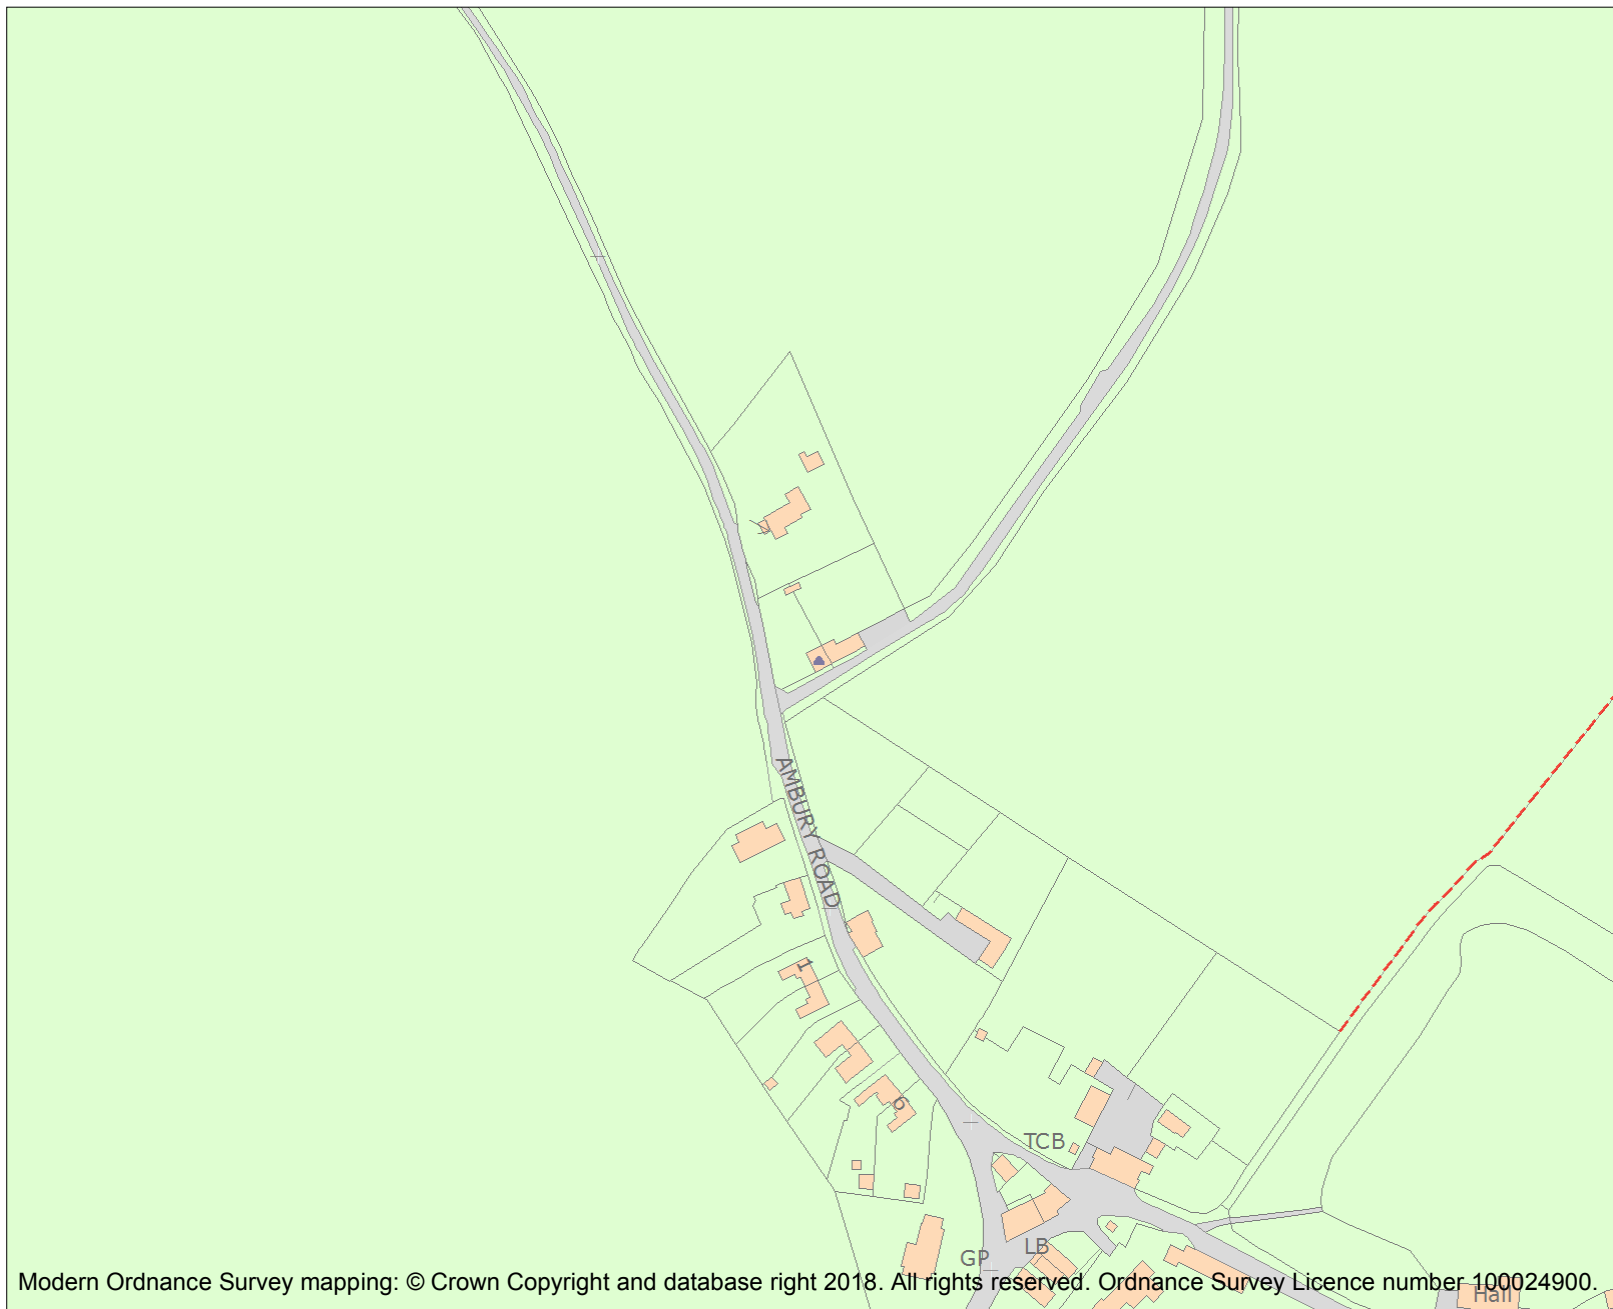 AMBURY ROAD
1
6
TCB
LB
GP
Modern Ordnance Survey mapping: © Crown Copyright and database right 2018. All rights reserved. Ordnance Survey Licence number 100024900.
Hall